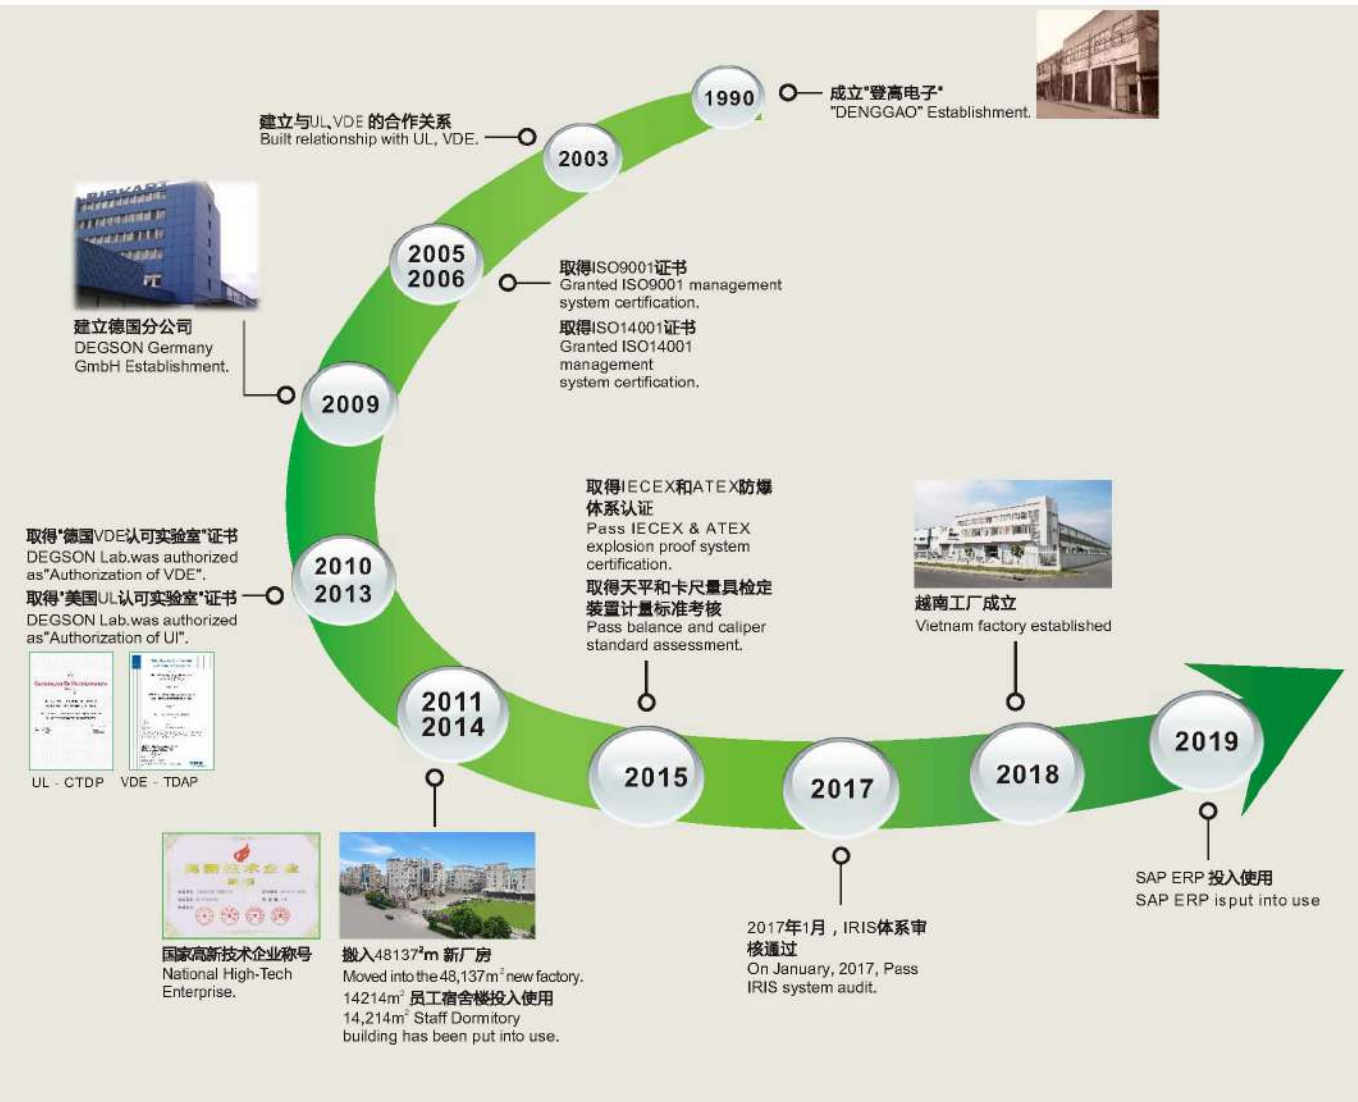 1990
成立"登高电子"
"DENGGAO" Establishment.
2003
建立与UL、VDE 的合作关系
Built relationship with UL, VDE.
2005
2006
取得ISO9001证书
Granted ISO9001 management
system certification.
取得ISO14001证书
Granted ISO14001
management
system certification.
建立德国分公司
DEGSON Germany
GmbH Establishment.
2009
取得"德国VDE认可实验室"证书
DEGSON Lab.was authorized
as"Authorization of VDE".
取得"美国UL认可实验室"证书
DEGSON Lab.was authorized
as"Authorization of UI".
UL - CTDP
VDE - TDAP
2010
2013
2011
2014
高新技术企业
国家高新技术企业称号
National High-Tech
Enterprise.
搬入48137²m 新厂房
Moved into the 48,137m² new factory.
14214m² 员工宿舍楼投入使用
14,214m² Staff Dormitory
building has been put into use.
取得IECEX和ATEX防爆
体系认证
Pass IECEX & ATEX
explosion proof system
certification.
取得天平和卡尺量具检定
装置计量标准考核
Pass balance and caliper
standard assessment.
2015
2017
2017年1月，IRIS体系审
核通过
On January, 2017, Pass
IRIS system audit.
越南工厂成立
Vietnam factory established
2018
2019
SAP ERP 投入使用
SAP ERP isput into use